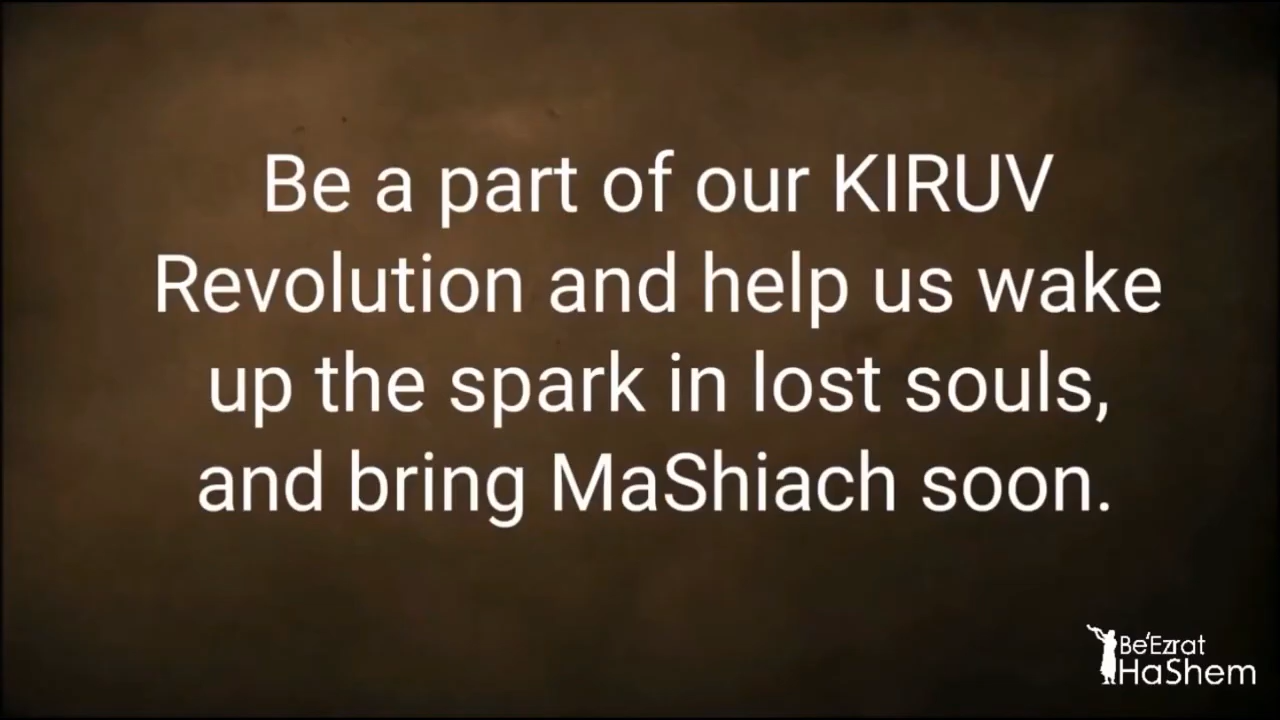 Be a part of our KIRUV
Revolution and help us wake
up the spark in lost souls,
and bring MaShiach soon.
Be'Ezrat
HaShem